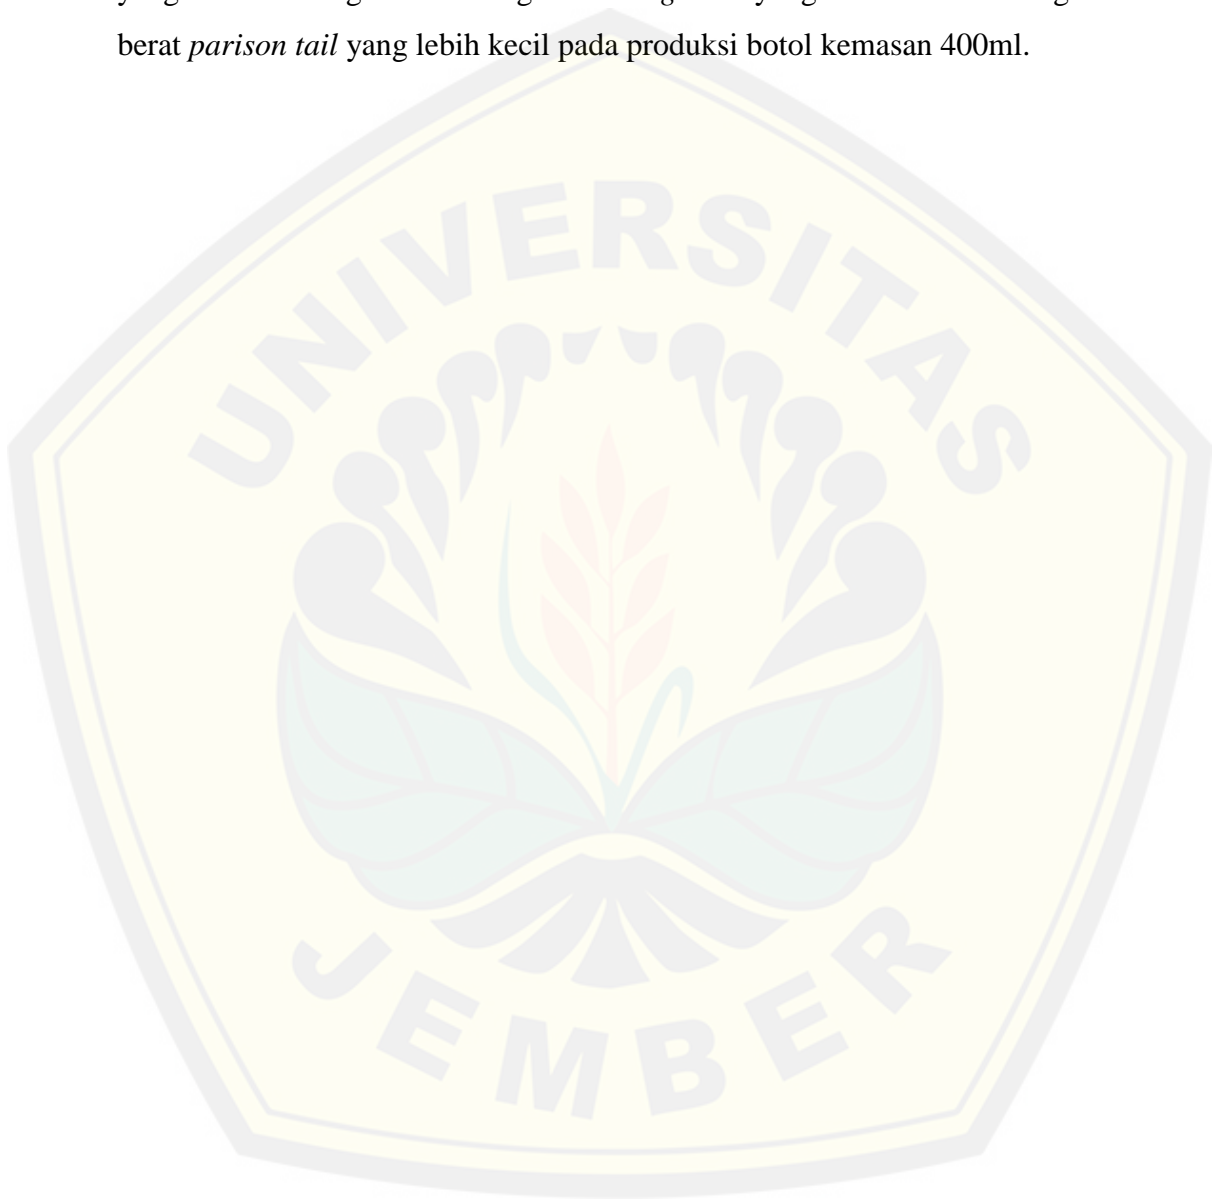 berat parison tail yang lebih kecil pada produksi botol kemasan 400ml.
UNIVERSITAS
JEMBER